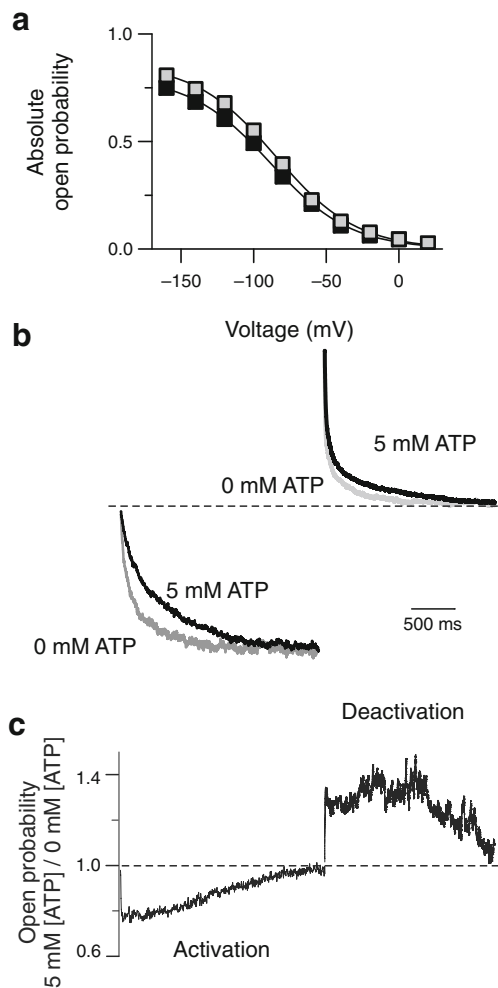 a
Absolute
open probability
1.0
0.5
0.0
−150
−100
−50
0
Voltage (mV)
b
5 mM ATP
0 mM ATP
5 mM ATP
0 mM ATP
500 ms
c
Deactivation
Open probability
5 mM [ATP] / 0 mM [ATP]
1.4
1.0
0.6
Activation